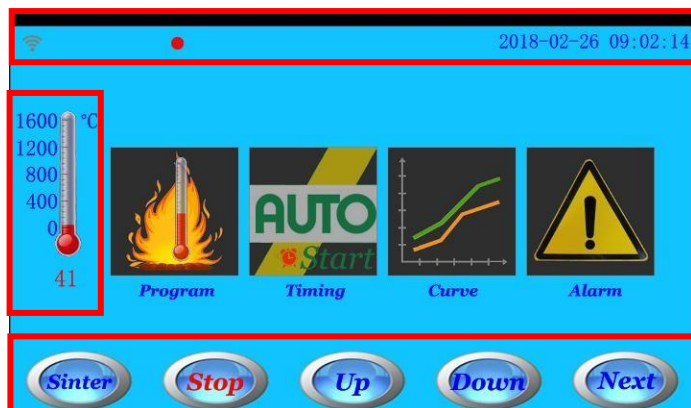 2018-02-26 09:02:14
1600 ℃
1200
800
400
0
41
AUTO
Start
Program Timing Curve Alarm
Sinter Stop Up Down Next